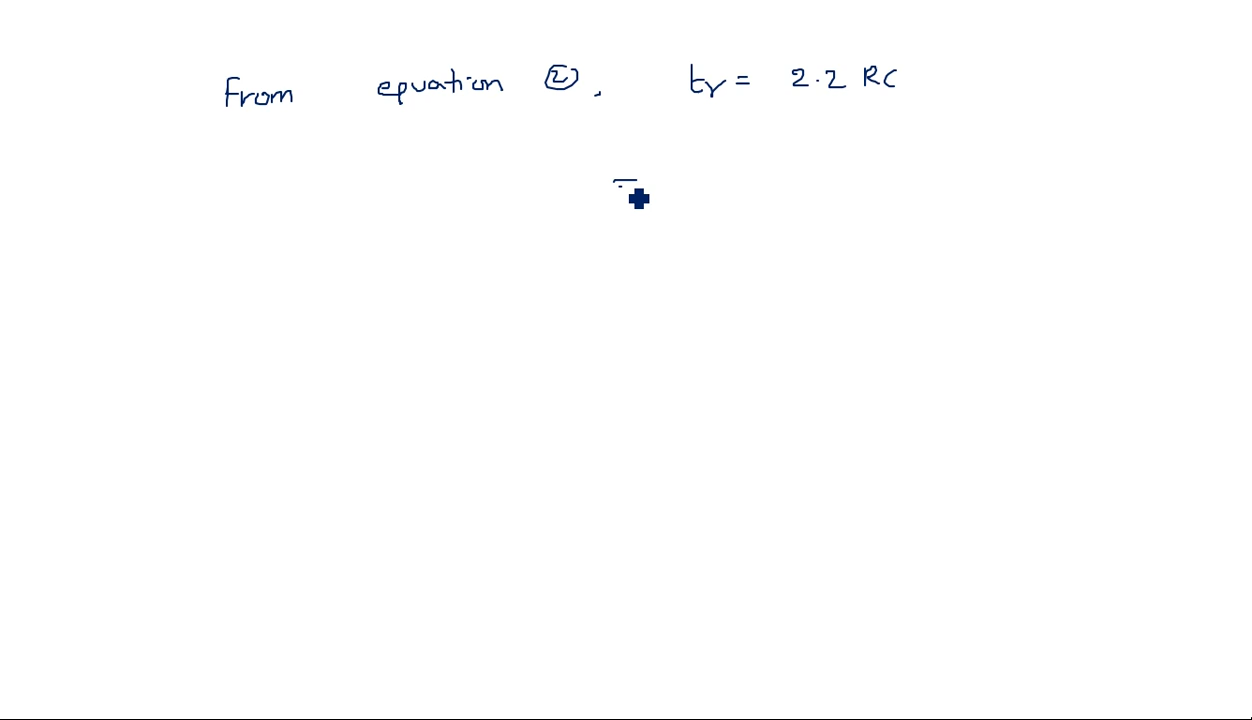 From equation ②, tr = 2.2 RC